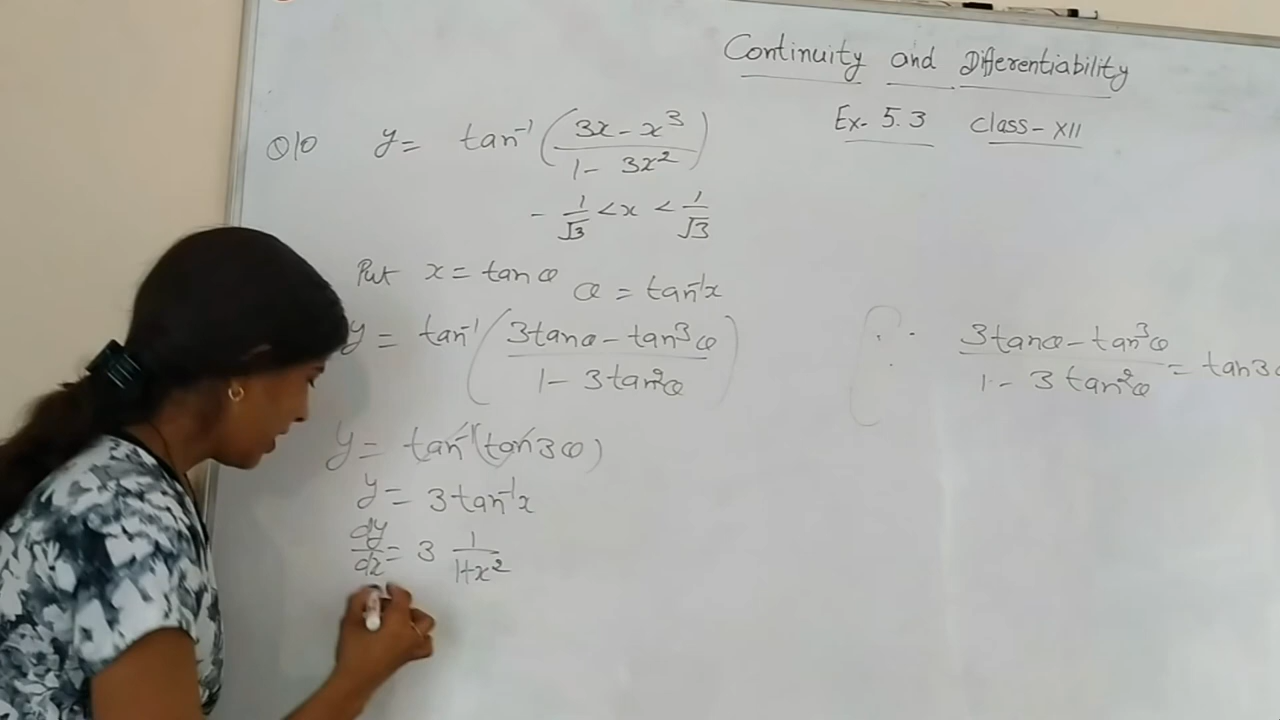 Continuity and Differentiability
Ex- 5.3 Class-XII
Q10 y = tan⁻¹ ( (3x - x³) / (1 - 3x²) )
- 1/√3 < x < 1/√3
Put x = tan θ θ = tan⁻¹x
y = tan⁻¹ ( (3tanθ - tan³θ) / (1 - 3tan²θ) )
∵ (3tanθ - tan³θ) / (1 - 3tan²θ) = tan3θ
y = tan⁻¹(tan3θ)
y = 3tan⁻¹x
dy/dx = 3 1/(1+x²)